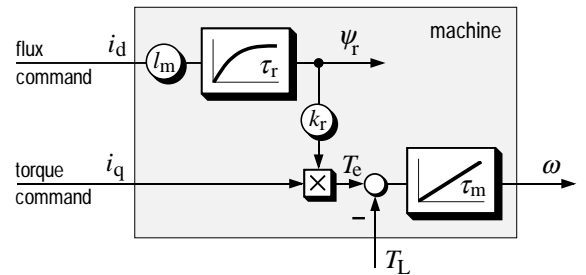 machine
flux
command
i_d
l_m
τ_r
ψ_r
k_r
torque
command
i_q
×
T_e
τ_m
ω
−
T_L